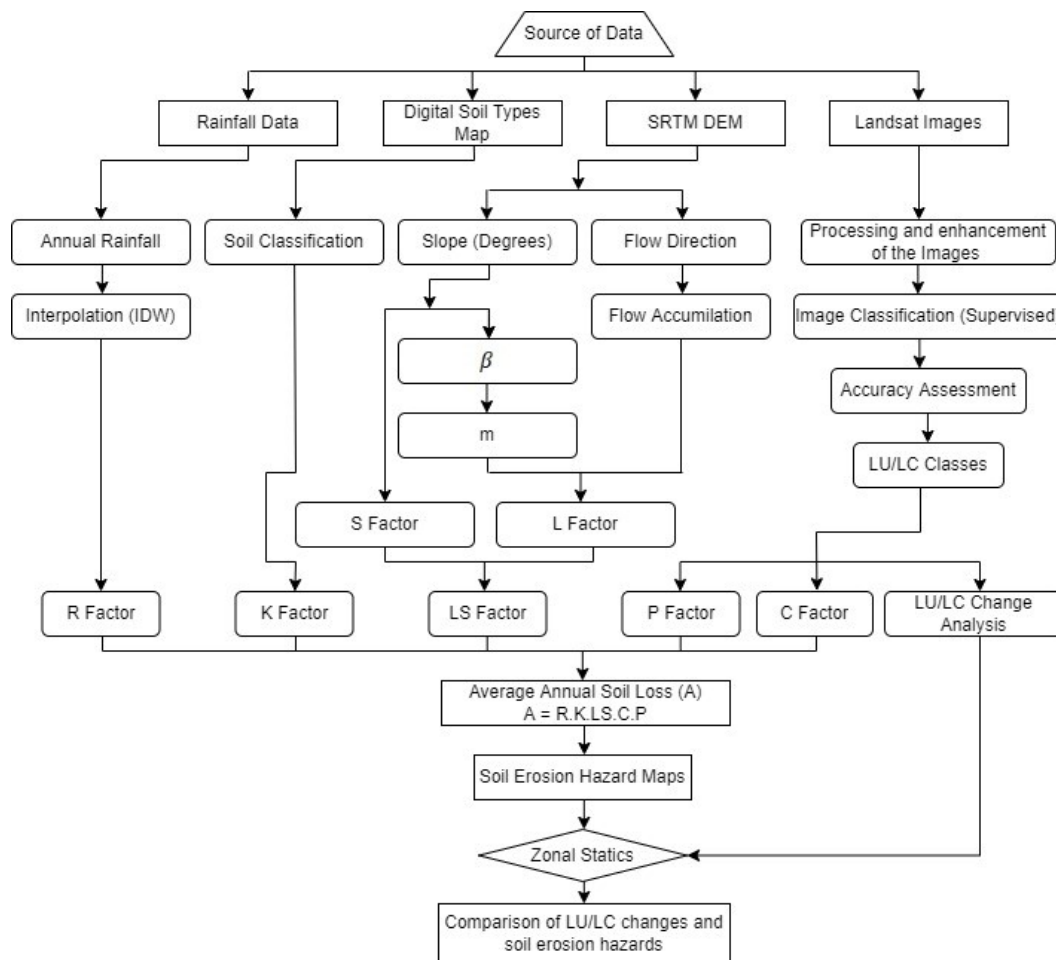 Source of Data
Rainfall Data
Digital Soil Types
Map
SRTM DEM
Landsat Images
Annual Rainfall
Soil Classification
Slope (Degrees)
Flow Direction
Processing and enhancement
of the Images
Interpolation (IDW)
Flow Accumilation
Image Classification (Supervised)
β
Accuracy Assessment
m
LU/LC Classes
S Factor
L Factor
R Factor
K Factor
LS Factor
P Factor
C Factor
LU/LC Change
Analysis
Average Annual Soil Loss (A)
A = R.K.LS.C.P
Soil Erosion Hazard Maps
Zonal Statics
Comparison of LU/LC changes and
soil erosion hazards